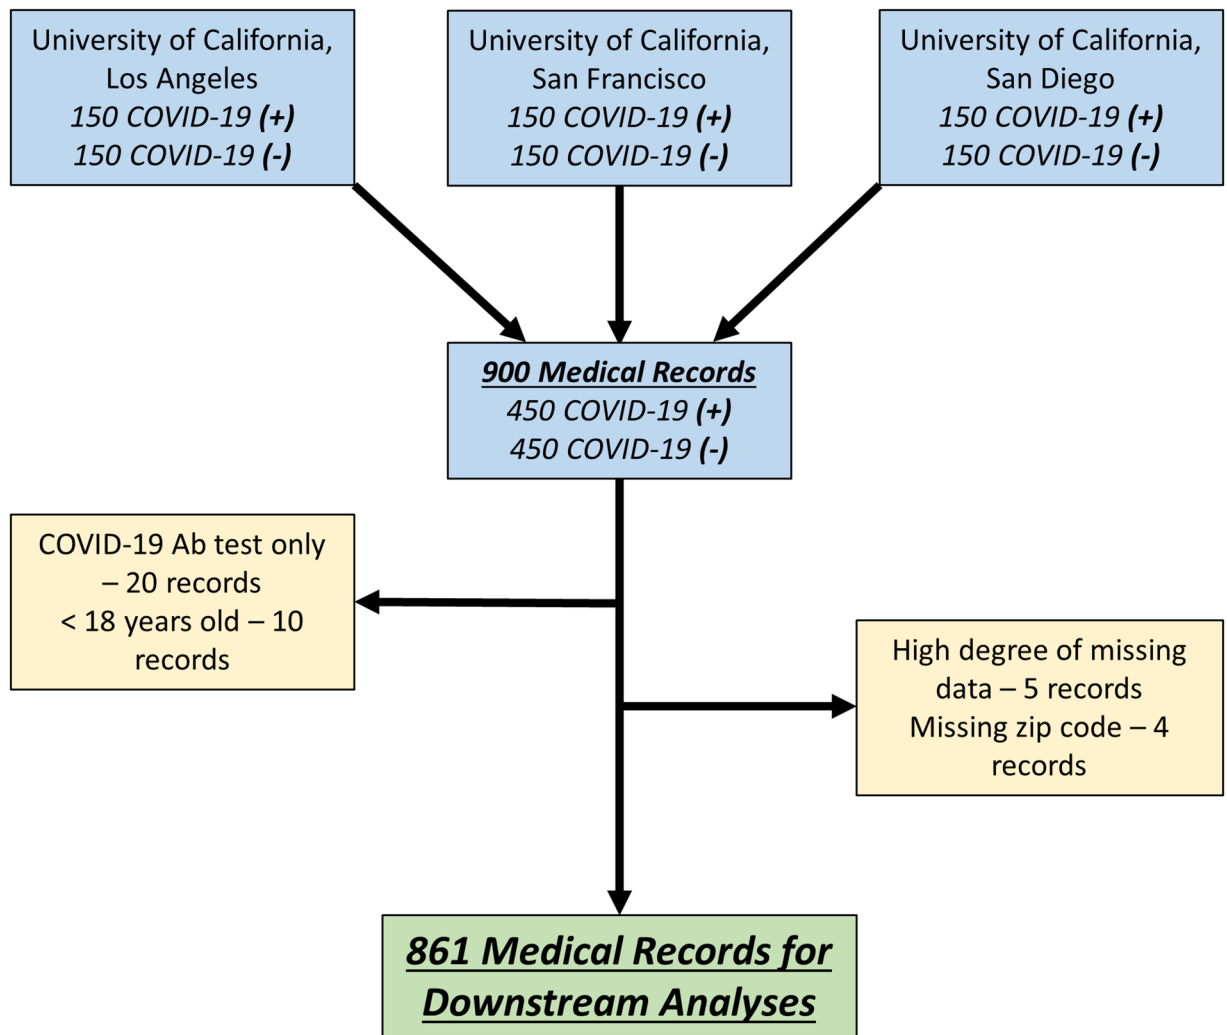 University of California,
Los Angeles
150 COVID-19 (+)
150 COVID-19 (-)
University of California,
San Francisco
150 COVID-19 (+)
150 COVID-19 (-)
University of California,
San Diego
150 COVID-19 (+)
150 COVID-19 (-)
900 Medical Records
450 COVID-19 (+)
450 COVID-19 (-)
COVID-19 Ab test only
– 20 records
< 18 years old – 10
records
High degree of missing
data – 5 records
Missing zip code – 4
records
861 Medical Records for
Downstream Analyses